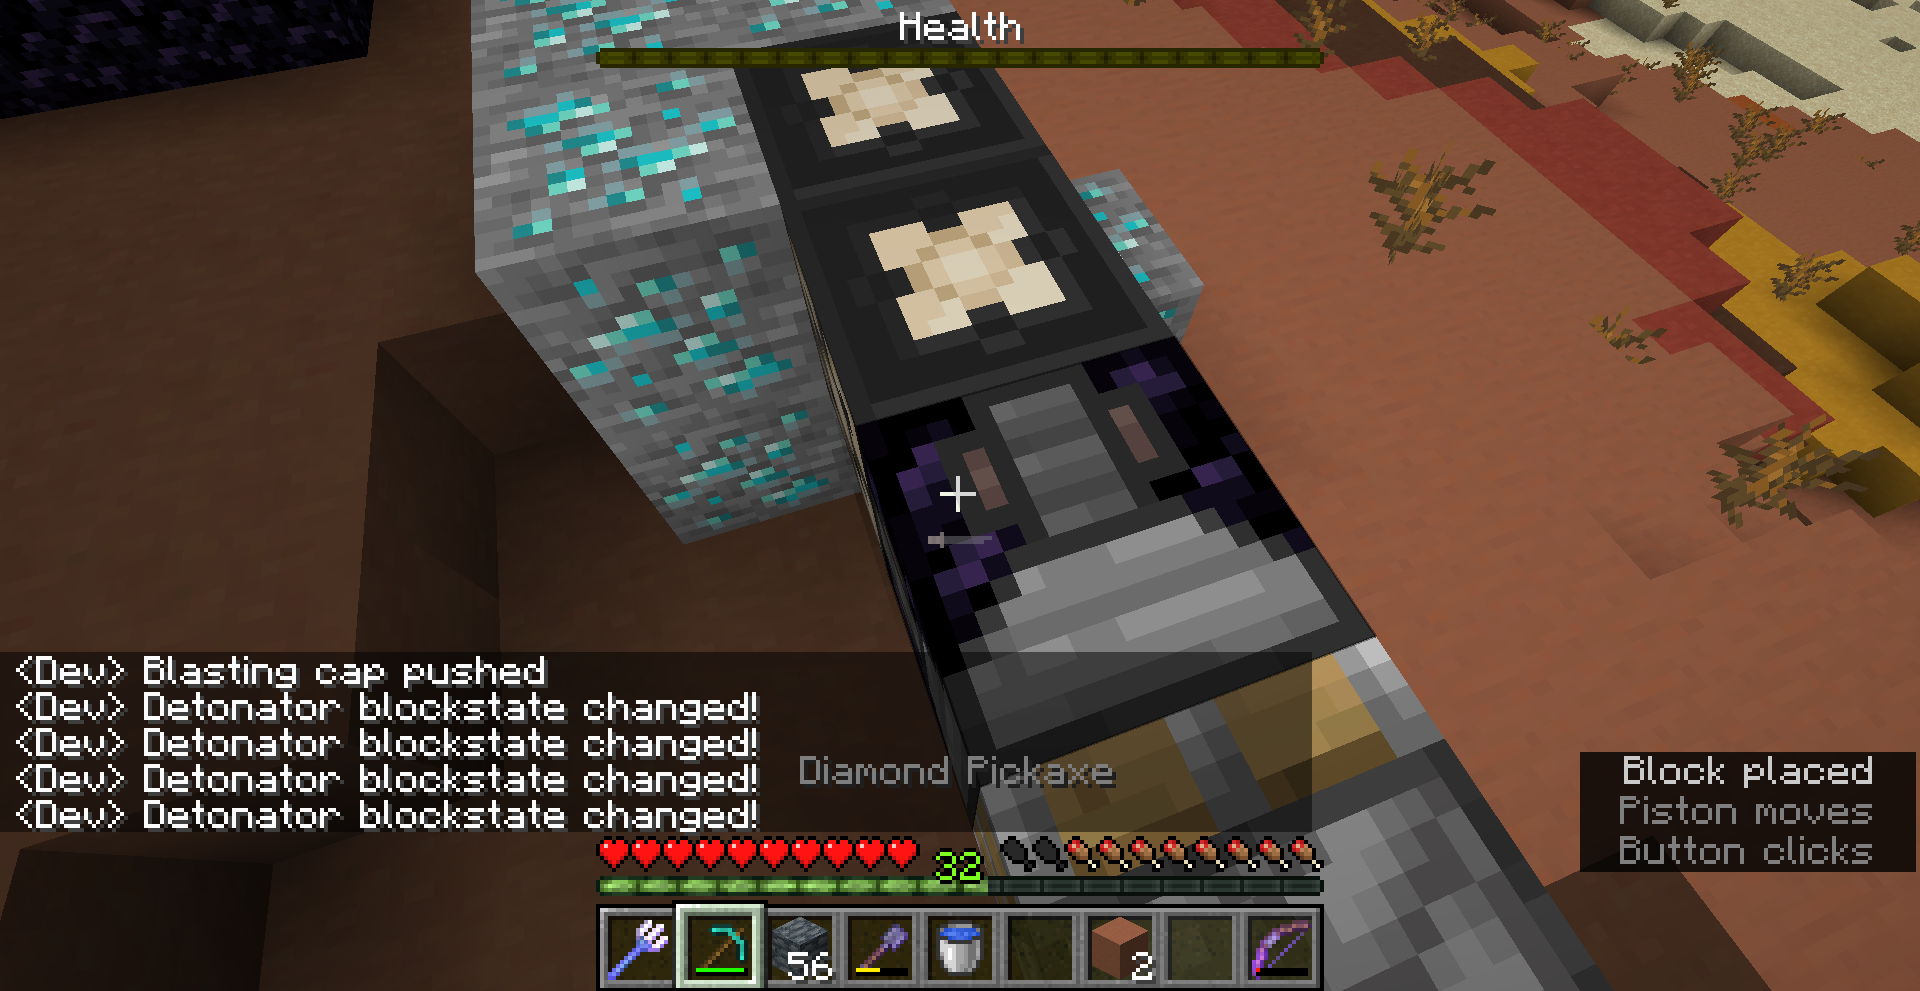 Health
<Dev> Blasting cap pushed
<Dev> Detonator blockstate changed!
<Dev> Detonator blockstate changed!
<Dev> Detonator blockstate changed!
<Dev> Detonator blockstate changed!
Diamond Pickaxe
Block placed
Piston moves
Button clicks
32
56
2